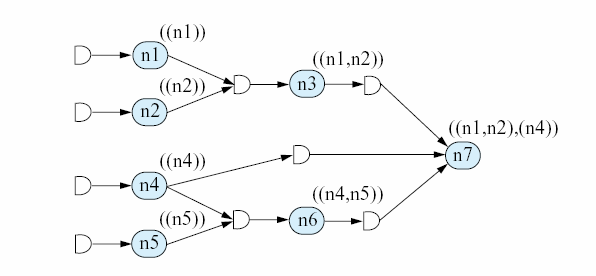 ((n1))
n1
((n1,n2))
((n2))
n3
n2
((n1,n2),(n4))
n7
((n4))
n4
((n4,n5))
((n5))
n6
n5